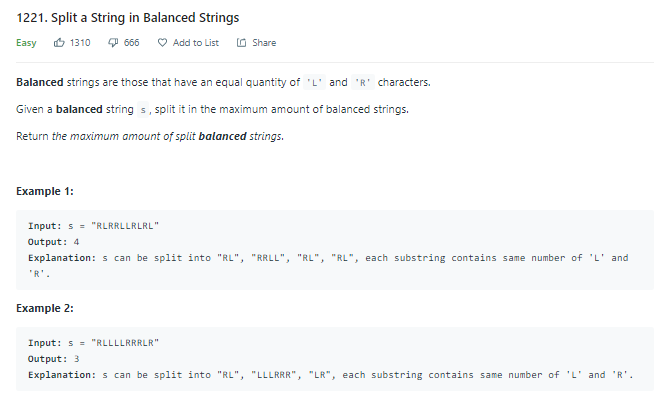 1221. Split a String in Balanced Strings
Easy 1310 666 Add to List Share
Balanced strings are those that have an equal quantity of 'L' and 'R' characters.
Given a balanced string s, split it in the maximum amount of balanced strings.
Return the maximum amount of split balanced strings.
Example 1:
Input: s = "RLRRLLRLRL"
Output: 4
Explanation: s can be split into "RL", "RRLL", "RL", "RL", each substring contains same number of 'L' and
'R'.
Example 2:
Input: s = "RLLLLRRRLR"
Output: 3
Explanation: s can be split into "RL", "LLLRRR", "LR", each substring contains same number of 'L' and 'R'.